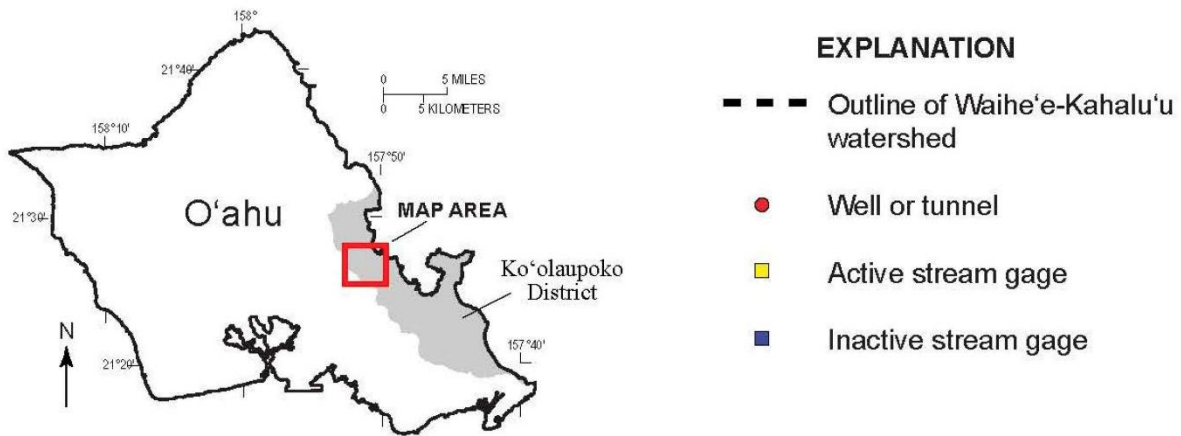 158°
21°40'
0 5 MILES
0 5 KILOMETERS
158°10'
157°50'
21°30'
O‘ahu
MAP AREA
Ko‘olaupoko
District
N
21°20'
157°40'
EXPLANATION
Outline of Waihe‘e-Kahalu‘u
watershed
Well or tunnel
Active stream gage
Inactive stream gage